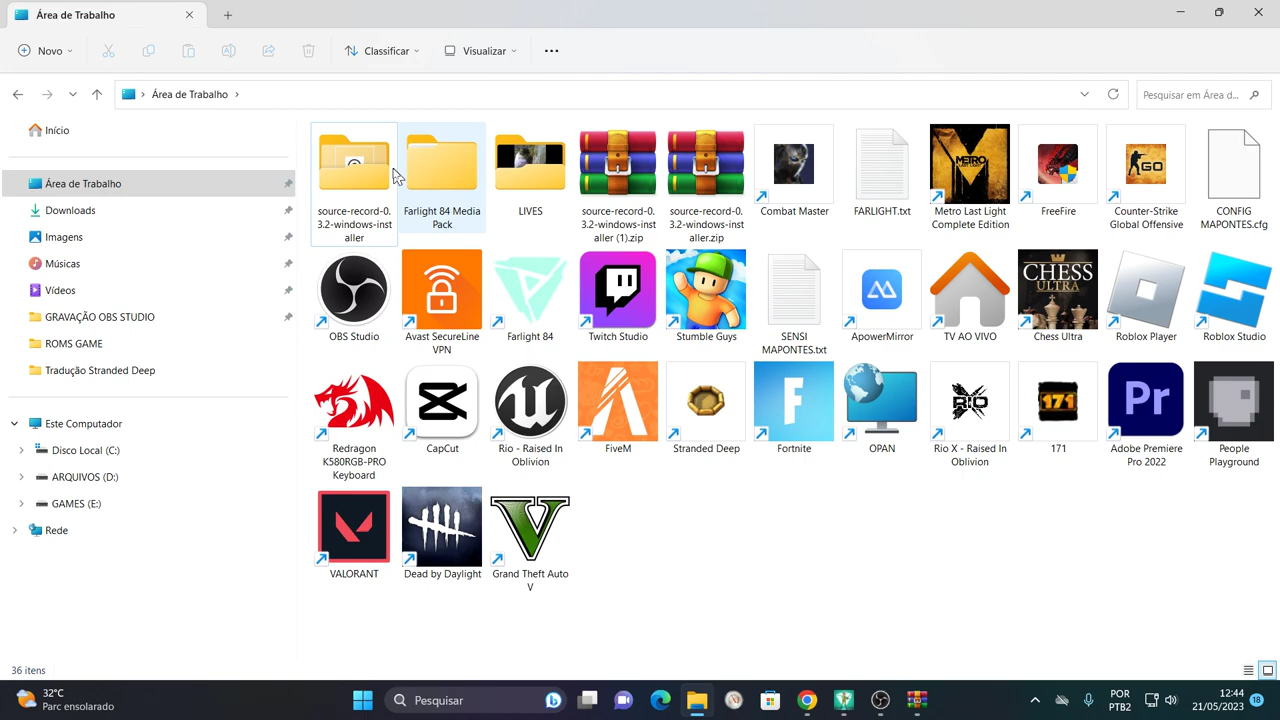 Área de Trabalho
Novo
Classificar
Visualizar
Área de Trabalho
Pesquisar em Área d...
Início
Área de Trabalho
Downloads
Imagens
Músicas
Vídeos
GRAVAÇÃO OBS STUDIO
ROMS GAME
Tradução Stranded Deep
Este Computador
Disco Local (C:)
ARQUIVOS (D:)
GAMES (E:)
Rede
source-record-0.
3.2-windows-inst
aller
Farlight 84 Media
Pack
LIVES
source-record-0.
3.2-windows-inst
aller (1).zip
source-record-0.
3.2-windows-inst
aller.zip
Combat Master
FARLIGHT.txt
METRO
Metro Last Light
Complete Edition
FreeFire
GO
Counter-Strike
Global Offensive
CONFIG
MAPONTES.cfg
OBS Studio
Avast SecureLine
VPN
Farlight 84
Twitch Studio
Stumble Guys
SENSI
MAPONTES.txt
ApowerMirror
TV AO VIVO
CHESS
ULTRA
Chess Ultra
Roblox Player
Roblox Studio
Redragon
K580RGB-PRO
Keyboard
CapCut
Rio - Raised In
Oblivion
FiveM
Stranded Deep
Fortnite
OPAN
RIO
Rio X - Raised In
Oblivion
171
171
Pr
Adobe Premiere
Pro 2022
People
Playground
VALORANT
Dead by Daylight
Grand Theft Auto
V
36 itens
32°C
Parc ensolarado
Pesquisar
POR
PTB2
12:44
21/05/2023
18